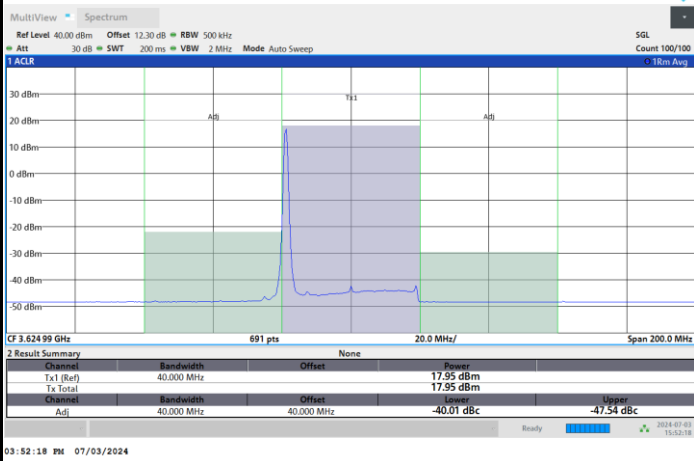 MultiView Spectrum
Ref Level 40.00 dBm Offset 12.30 dB RBW 500 kHz SGL
Att 30 dB SWT 200 ms VBW 2 MHz Mode Auto Sweep Count 100/100
1 ACLR 1Rm Avg
30 dBm
Tx1
20 dBm Adj Adj
10 dBm
0 dBm
-10 dBm
-20 dBm
-30 dBm
-40 dBm
-50 dBm
CF 3.624 99 GHz 691 pts 20.0 MHz/ Span 200.0 MHz
2 Result Summary None
Channel Bandwidth Offset Power
Tx1 (Ref) 40.000 MHz 17.95 dBm
Tx Total 17.95 dBm
Channel Bandwidth Offset Lower Upper
Adj 40.000 MHz 40.000 MHz -40.01 dBc -47.54 dBc
Ready 2024-07-03
15:52:18
03:52:18 PM 07/03/2024